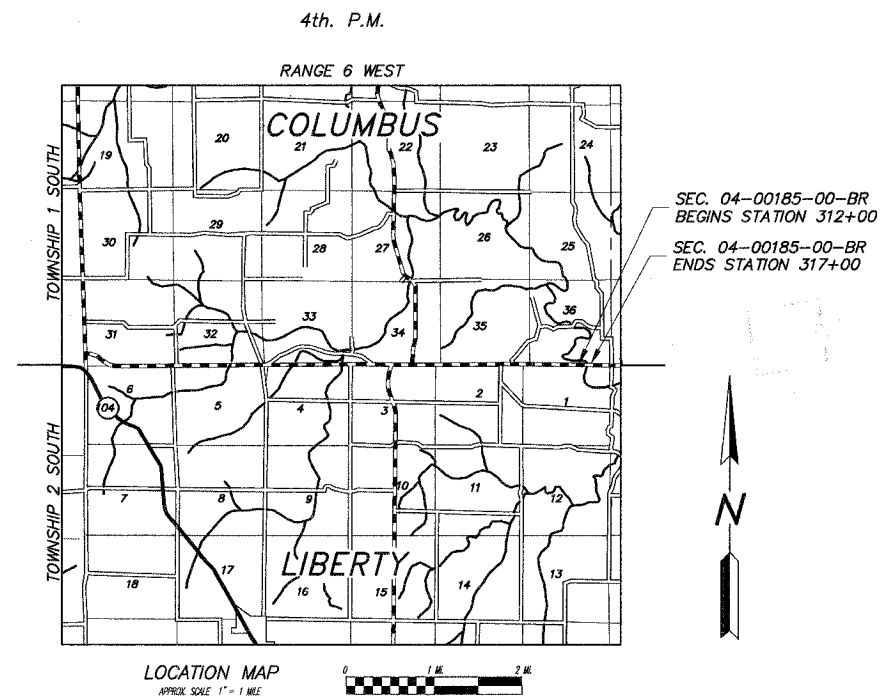 4th. P.M.
RANGE 6 WEST
TOWNSHIP 1 SOUTH
COLUMBUS
19
20
21
22
23
24
30
29
28
27
26
25
31
32
33
34
35
36
SEC. 04-00185-00-BR
BEGINS STATION 312+00
SEC. 04-00185-00-BR
ENDS STATION 317+00
TOWNSHIP 2 SOUTH
104
6
5
4
3
2
1
7
8
9
10
11
12
LIBERTY
18
17
16
15
14
13
N
LOCATION MAP
APPROX. SCALE 1" = 1 MILE
0 1 MI. 2 MI.